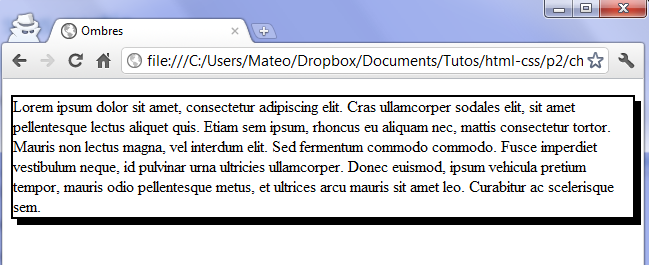 Ombres
file:///C:/Users/Mateo/Dropbox/Documents/Tutos/html-css/p2/ch
Lorem ipsum dolor sit amet, consectetur adipiscing elit. Cras ullamcorper sodales elit, sit amet
pellentesque lectus aliquet quis. Etiam sem ipsum, rhoncus eu aliquam nec, mattis consectetur tortor.
Mauris non lectus magna, vel interdum elit. Sed fermentum commodo commodo. Fusce imperdiet
vestibulum neque, id pulvinar urna ultricies ullamcorper. Donec euismod, ipsum vehicula pretium
tempor, mauris odio pellentesque metus, et ultrices arcu mauris sit amet leo. Curabitur ac scelerisque
sem.